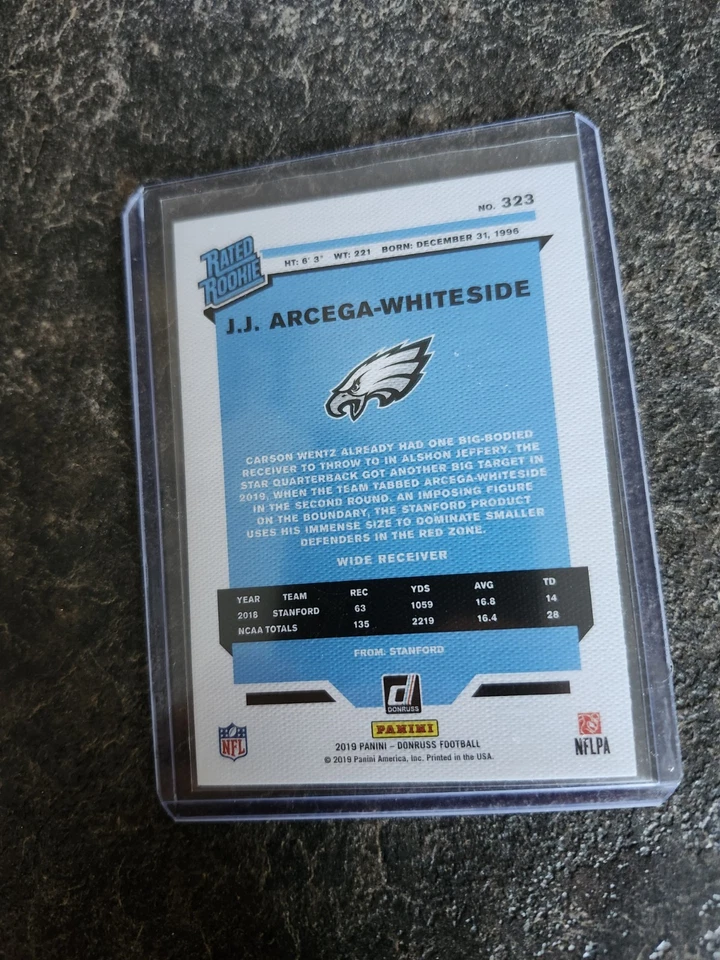 NO. 323
HT: 6' 3" WT: 221 BORN: DECEMBER 31, 1996
RATED
ROOKIE
J.J. ARCEGA-WHITESIDE
CARSON WENTZ ALREADY HAD ONE BIG-BODIED
RECEIVER TO THROW TO IN ALSHON JEFFERY. THE
STAR QUARTERBACK GOT ANOTHER BIG TARGET IN
2019, WHEN THE TEAM TABBED ARCEGA-WHITESIDE
IN THE SECOND ROUND. AN IMPOSING FIGURE
ON THE BOUNDARY, THE STANFORD PRODUCT
USES HIS IMMENSE SIZE TO DOMINATE SMALLER
DEFENDERS IN THE RED ZONE.
WIDE RECEIVER
YEAR TEAM REC YDS AVG TD
2018 STANFORD 63 1059 16.8 14
NCAA TOTALS 135 2219 16.4 28
FROM: STANFORD
d
DONRUSS
NFL
PANINI
NFLPA
2019 PANINI – DONRUSS FOOTBALL
© 2019 Panini America, Inc. Printed in the USA.